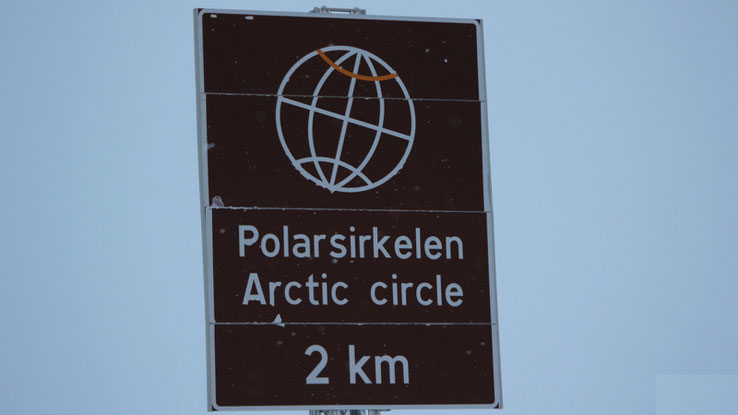 Polarsirkelen
Arctic circle
2 km